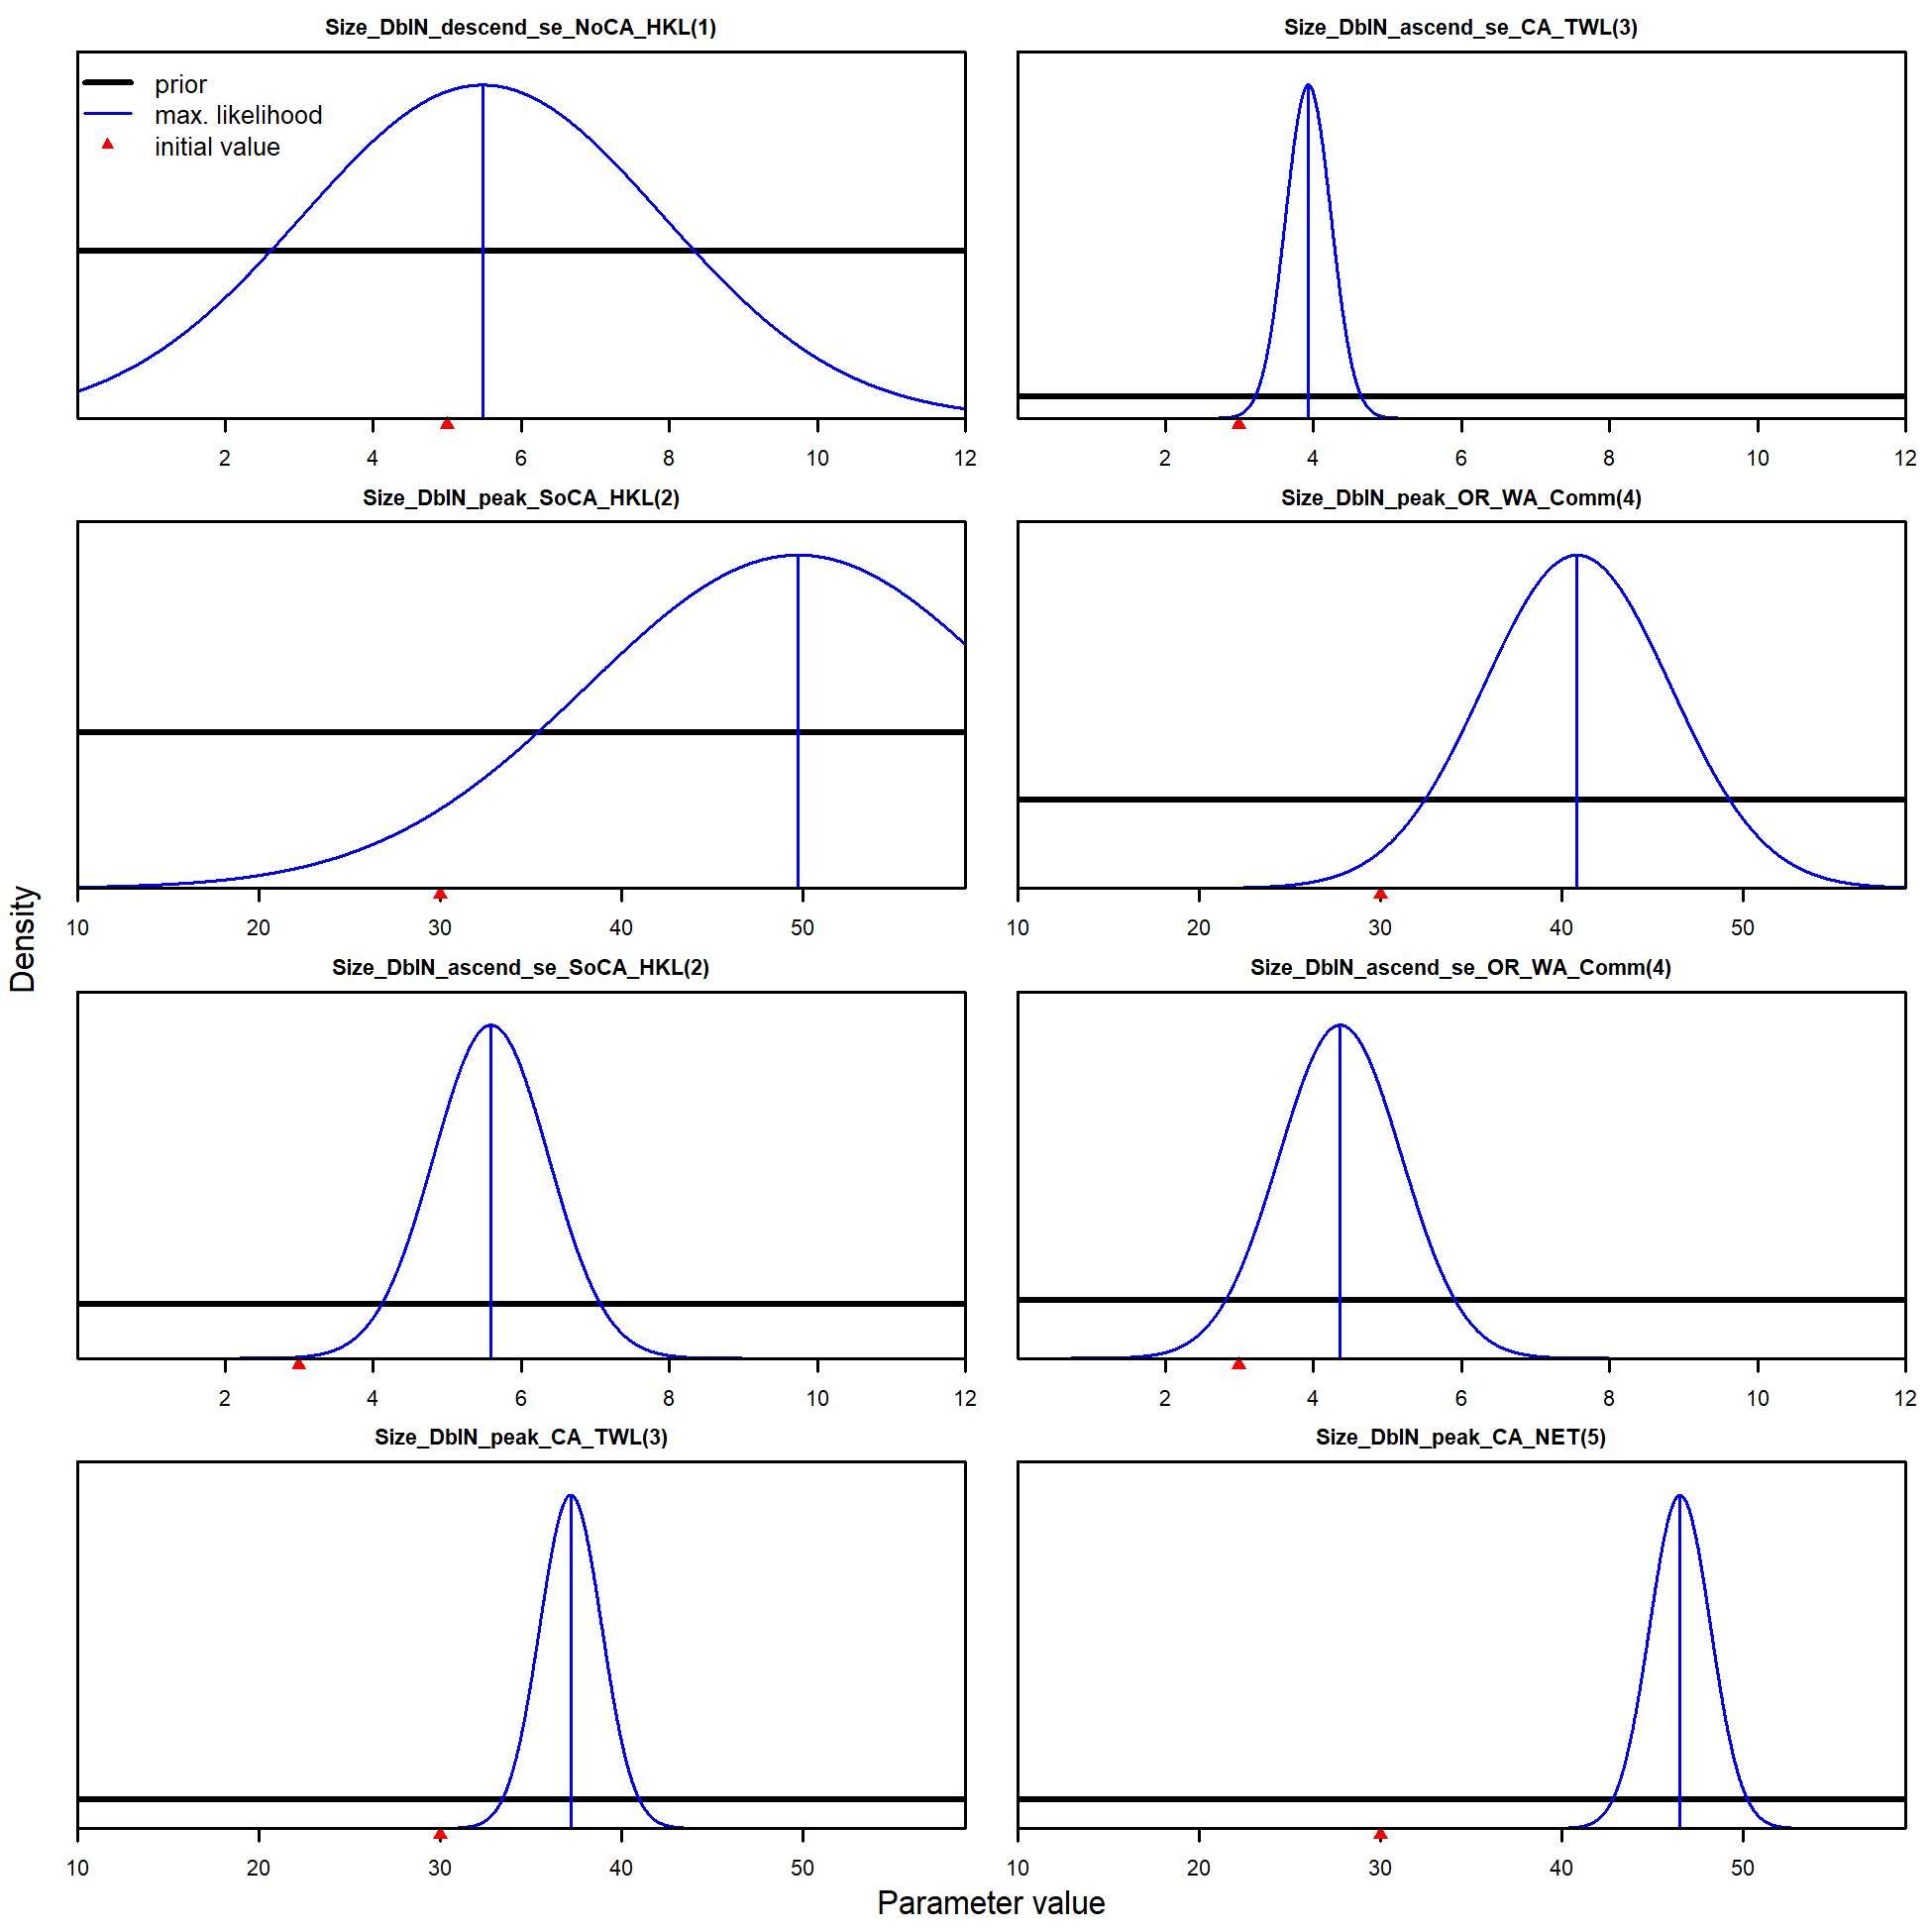 Size_DblN_descend_se_NoCA_HKL(1)
prior
max. likelihood
initial value
2 4 6 8 10 12
Size_DblN_ascend_se_CA_TWL(3)
2 4 6 8 10 12
Size_DblN_peak_SoCA_HKL(2)
10 20 30 40 50
Size_DblN_peak_OR_WA_Comm(4)
10 20 30 40 50
Size_DblN_ascend_se_SoCA_HKL(2)
2 4 6 8 10 12
Size_DblN_ascend_se_OR_WA_Comm(4)
2 4 6 8 10 12
Size_DblN_peak_CA_TWL(3)
10 20 30 40 50
Size_DblN_peak_CA_NET(5)
10 20 30 40 50
Density
Parameter value